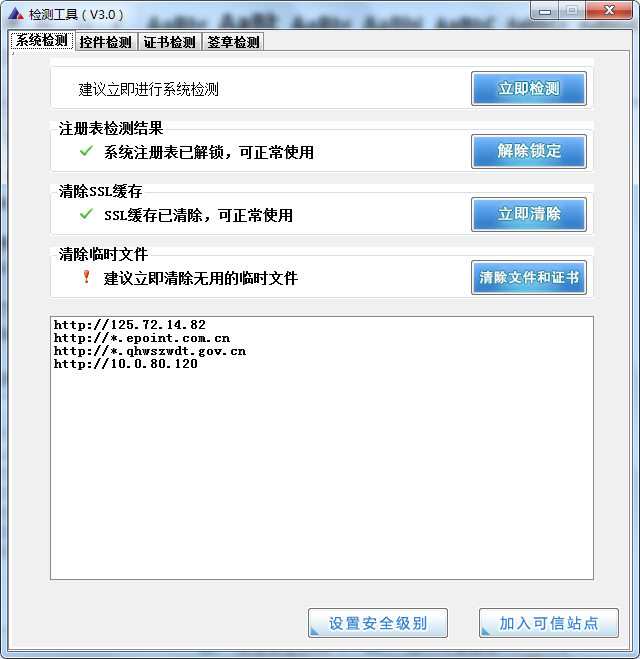 检测工具（V3.0）
系统检测 控件检测 证书检测 签章检测
建议立即进行系统检测 立即检测
注册表检测结果
系统注册表已解锁，可正常使用 解除锁定
清除SSL缓存
SSL缓存已清除，可正常使用 立即清除
清除临时文件
建议立即清除无用的临时文件 清除文件和证书
http://125.72.14.82
http://*.epoint.com.cn
http://*.qhwszwdt.gov.cn
http://10.0.80.120
设置安全级别 加入可信站点